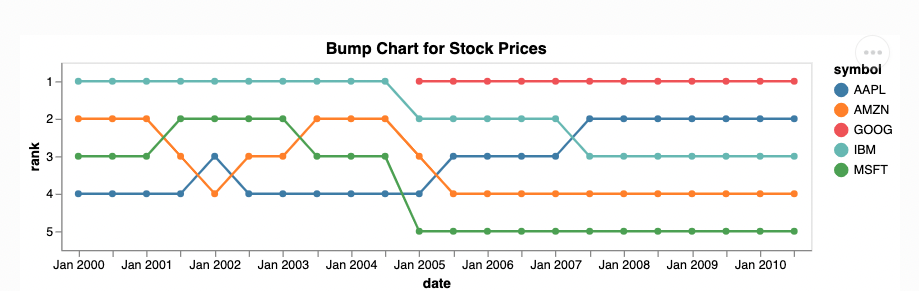 Bump Chart for Stock Prices
symbol
AAPL
AMZN
GOOG
IBM
MSFT
rank
1
2
3
4
5
Jan 2000 Jan 2001 Jan 2002 Jan 2003 Jan 2004 Jan 2005 Jan 2006 Jan 2007 Jan 2008 Jan 2009 Jan 2010
date